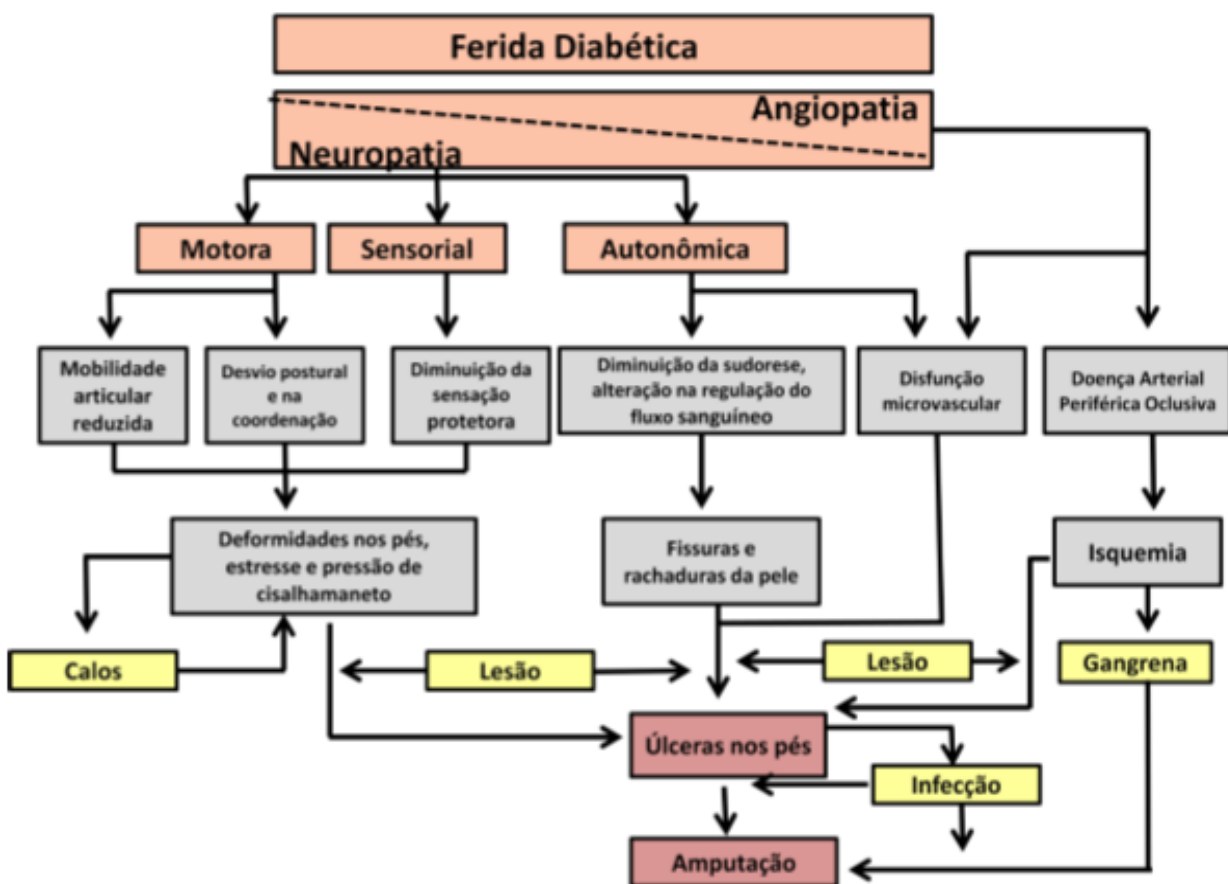 Ferida Diabética
Angiopatia
Neuropatia
Motora
Sensorial
Autonômica
Mobilidade
articular
reduzida
Desvio postural
e na
coordenação
Diminuição da
sensação
protetora
Diminuição da sudorese,
alteração na regulação do
fluxo sanguíneo
Disfunção
microvascular
Doença Arterial
Periférica Oclusiva
Deformidades nos pés,
estresse e pressão de
cisalhamaneto
Fissuras e
rachaduras da pele
Isquemia
Calos
Lesão
Lesão
Gangrena
Úlceras nos pés
Infecção
Amputação